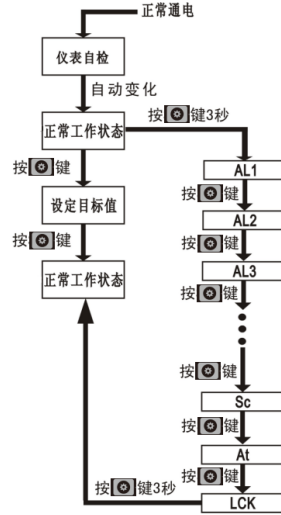 正常通电
仪表自检
自动变化
正常工作状态
按键3秒
按键
设定目标值
按键
正常工作状态
AL1
按键
AL2
按键
AL3
按键
按键
Sc
按键
At
按键
LCK
按键3秒